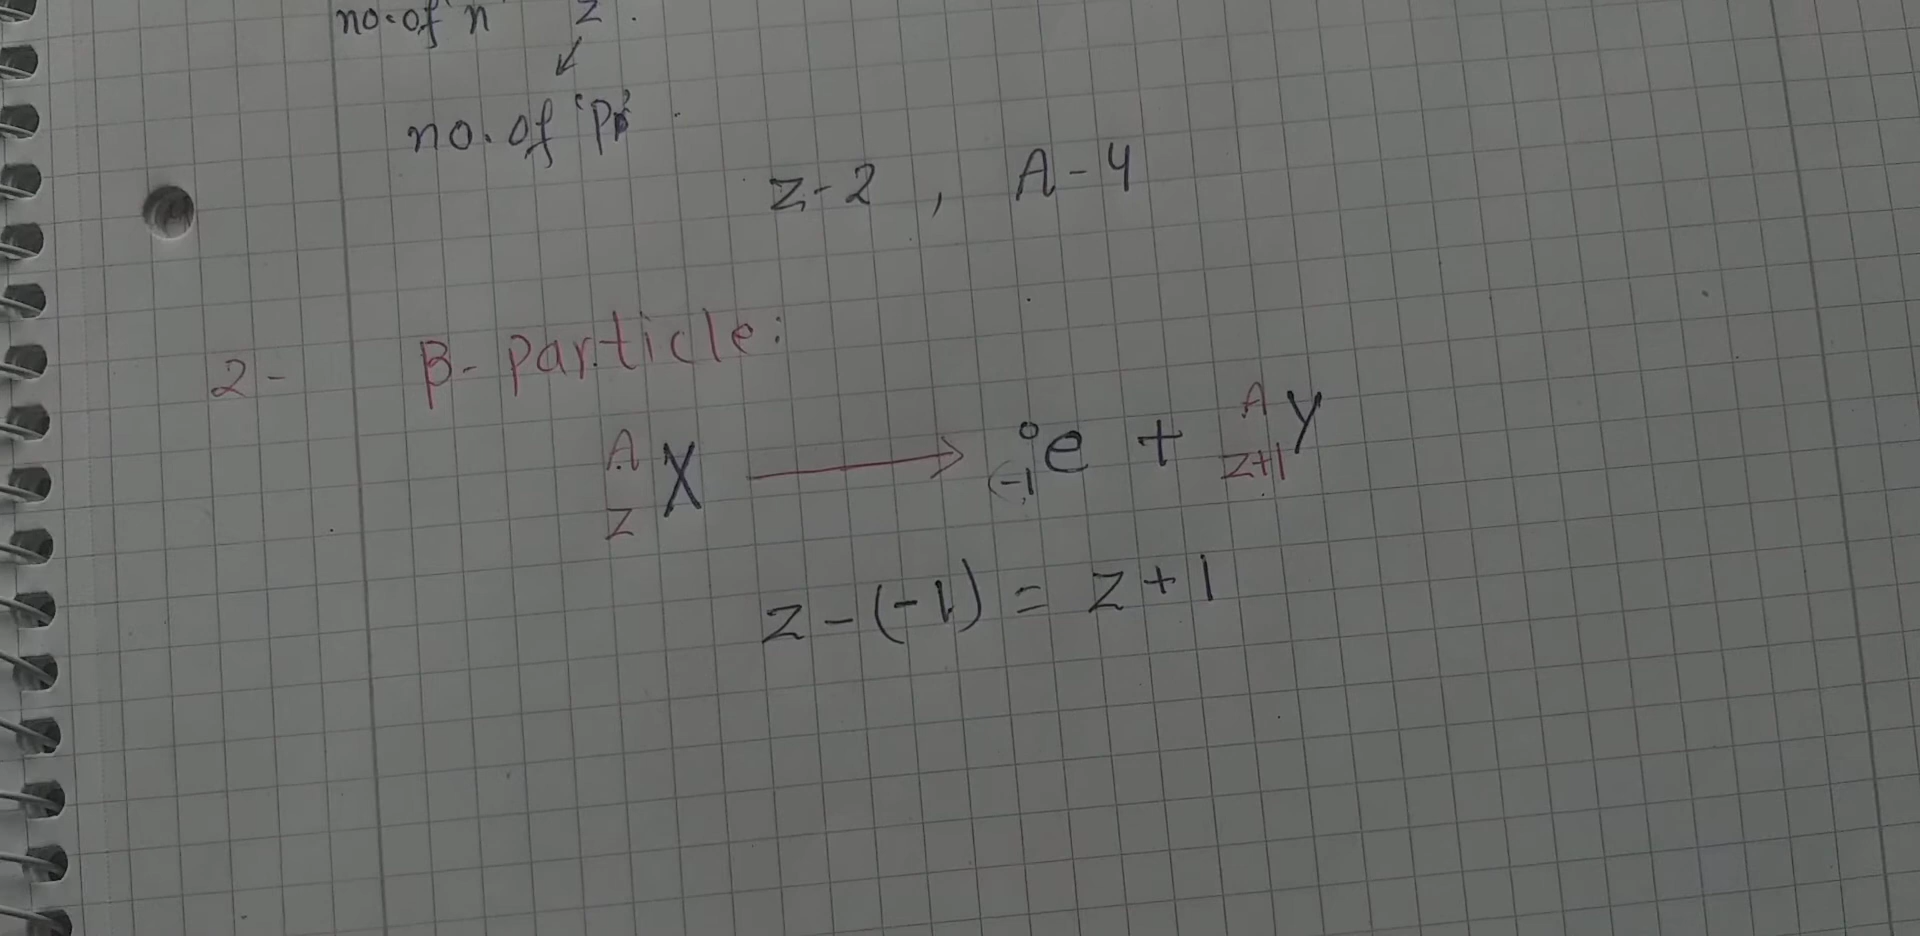 no. of n z.
↙
no. of 'P'
z-2 , A-4
2- β- particle:
A X ⟶ 0 e + A y
z (-1 z+1
z-(-1) = z+1